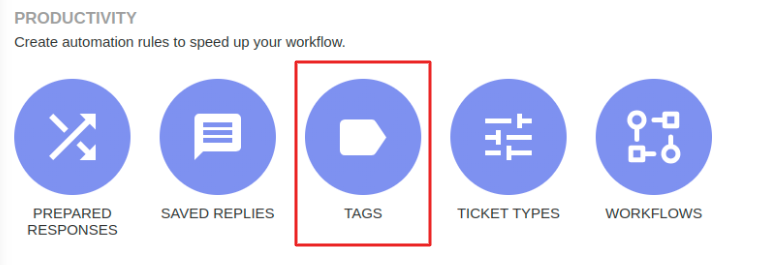 PRODUCTIVITY
Create automation rules to speed up your workflow.
PREPARED
RESPONSES
SAVED REPLIES
TAGS
TICKET TYPES
WORKFLOWS